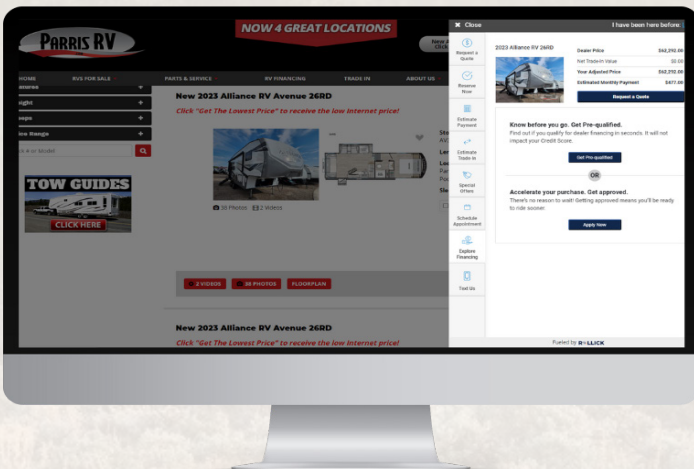 PARRIS RV
NOW 4 GREAT LOCATIONS
HOME
RVS FOR SALE
PARTS & SERVICE
RV FINANCING
TRADE IN
ABOUT US
TOW GUIDES
CLICK HERE
New 2023 Alliance RV Avenue 26RD
Click "Get The Lowest Price" to receive the low internet price!
38 Photos 2 Videos
2 VIDEOS
38 PHOTOS
FLOORPLAN
New 2023 Alliance RV Avenue 26RD
Click "Get The Lowest Price" to receive the low internet price!
✖ Close
I have been here before:
Request a
Quote
Reserve
Now
Estimate
Payment
Estimate
Trade In
Special
Offers
Schedule
Appointment
Explore
Financing
Text Us
2023 Alliance RV 26RD
Dealer Price $62,292.00
Net Trade-In Value $0.00
Your Adjusted Price $62,292.00
Estimated Monthly Payment $477.00
Request a Quote
Know before you go. Get Pre-qualified.
Find out if you qualify for dealer financing in seconds. It will not
impact your Credit Score.
Get Pre-qualified
OR
Accelerate your purchase. Get approved.
There's no reason to wait! Getting approved means you'll be ready
to ride sooner.
Apply Now
Fueled by ROLLICK